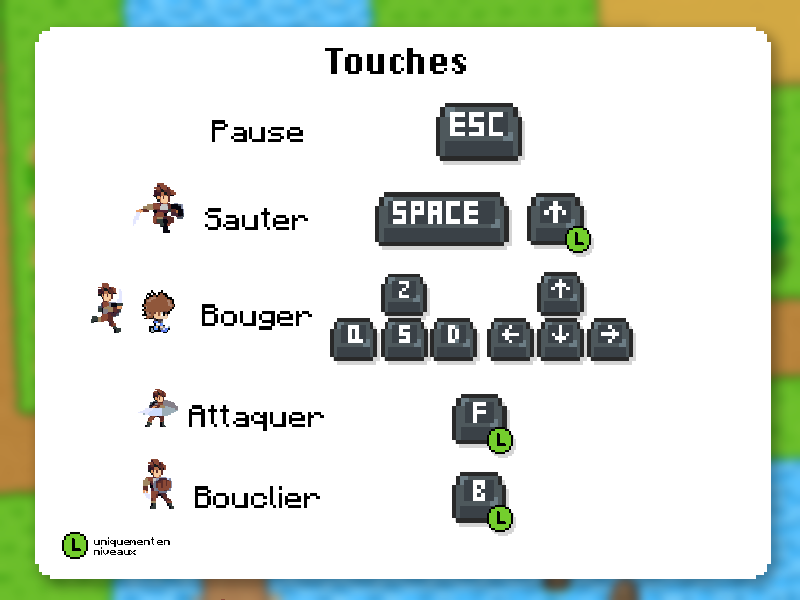 Touches
Pause ESC
Sauter SPACE ↑ L
Z ↑
Bouger Q S D ← ↓ →
Attaquer F L
Bouclier B L
L uniquement en
niveaux